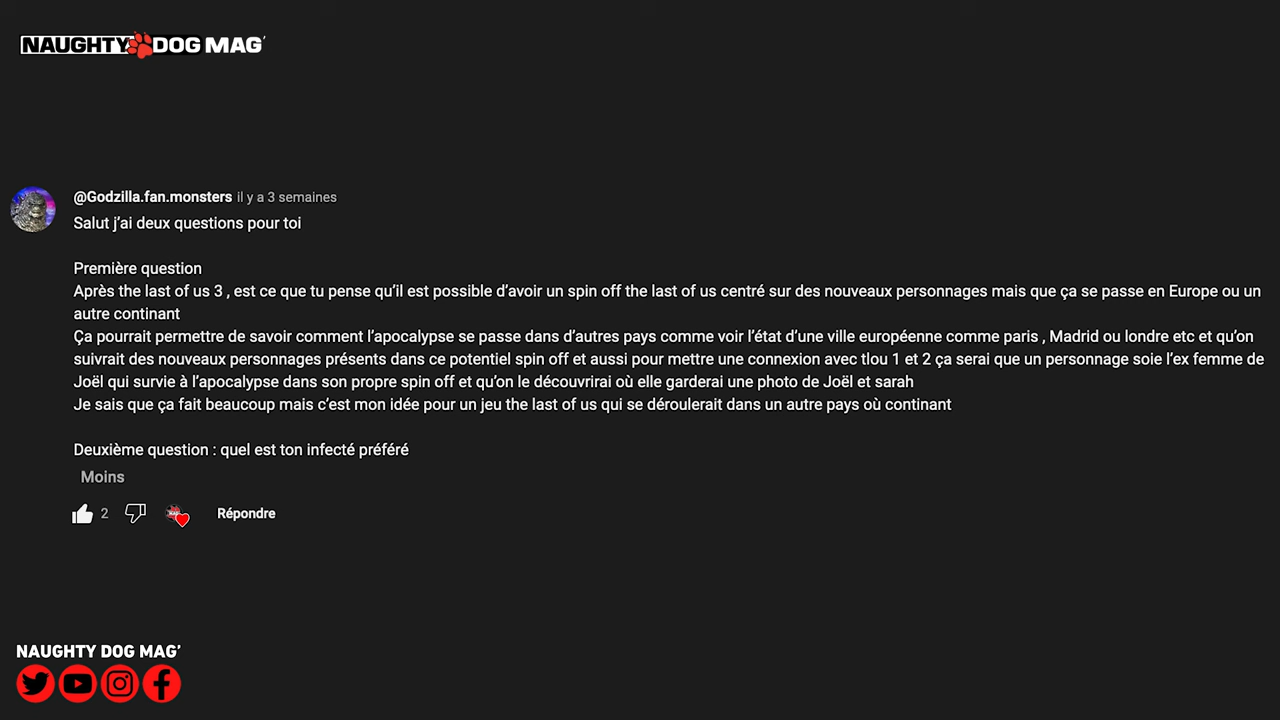 NAUGHTY DOG MAG'
@Godzilla.fan.monsters il y a 3 semaines
Salut j’ai deux questions pour toi
Première question
Après the last of us 3 , est ce que tu pense qu’il est possible d’avoir un spin off the last of us centré sur des nouveaux personnages mais que ça se passe en Europe ou un
autre continant
Ça pourrait permettre de savoir comment l’apocalypse se passe dans d’autres pays comme voir l’état d’une ville européenne comme paris , Madrid ou londre etc et qu’on
suivrait des nouveaux personnages présents dans ce potentiel spin off et aussi pour mettre une connexion avec tlou 1 et 2 ça serai que un personnage soie l’ex femme de
Joël qui survie à l’apocalypse dans son propre spin off et qu’on le découvrirai où elle garderai une photo de Joël et sarah
Je sais que ça fait beaucoup mais c’est mon idée pour un jeu the last of us qui se déroulerait dans un autre pays où continant
Deuxième question : quel est ton infecté préféré
Moins
2 Répondre
NAUGHTY DOG MAG'